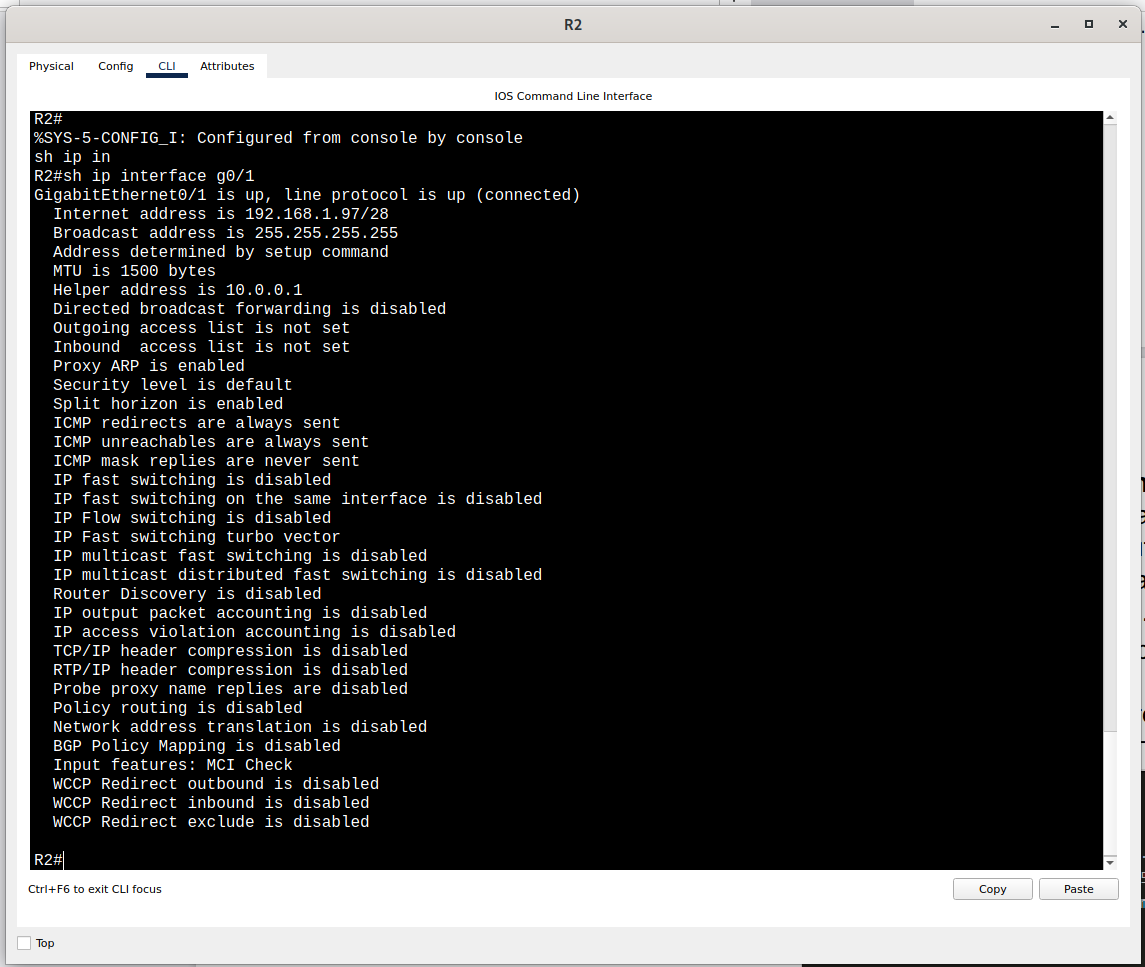 R2
Physical Config CLI Attributes
IOS Command Line Interface
R2#
%SYS-5-CONFIG_I: Configured from console by console
sh ip in
R2#sh ip interface g0/1
GigabitEthernet0/1 is up, line protocol is up (connected)
  Internet address is 192.168.1.97/28
  Broadcast address is 255.255.255.255
  Address determined by setup command
  MTU is 1500 bytes
  Helper address is 10.0.0.1
  Directed broadcast forwarding is disabled
  Outgoing access list is not set
  Inbound  access list is not set
  Proxy ARP is enabled
  Security level is default
  Split horizon is enabled
  ICMP redirects are always sent
  ICMP unreachables are always sent
  ICMP mask replies are never sent
  IP fast switching is disabled
  IP fast switching on the same interface is disabled
  IP Flow switching is disabled
  IP Fast switching turbo vector
  IP multicast fast switching is disabled
  IP multicast distributed fast switching is disabled
  Router Discovery is disabled
  IP output packet accounting is disabled
  IP access violation accounting is disabled
  TCP/IP header compression is disabled
  RTP/IP header compression is disabled
  Probe proxy name replies are disabled
  Policy routing is disabled
  Network address translation is disabled
  BGP Policy Mapping is disabled
  Input features: MCI Check
  WCCP Redirect outbound is disabled
  WCCP Redirect inbound is disabled
  WCCP Redirect exclude is disabled
R2#
Ctrl+F6 to exit CLI focus
Copy Paste
Top